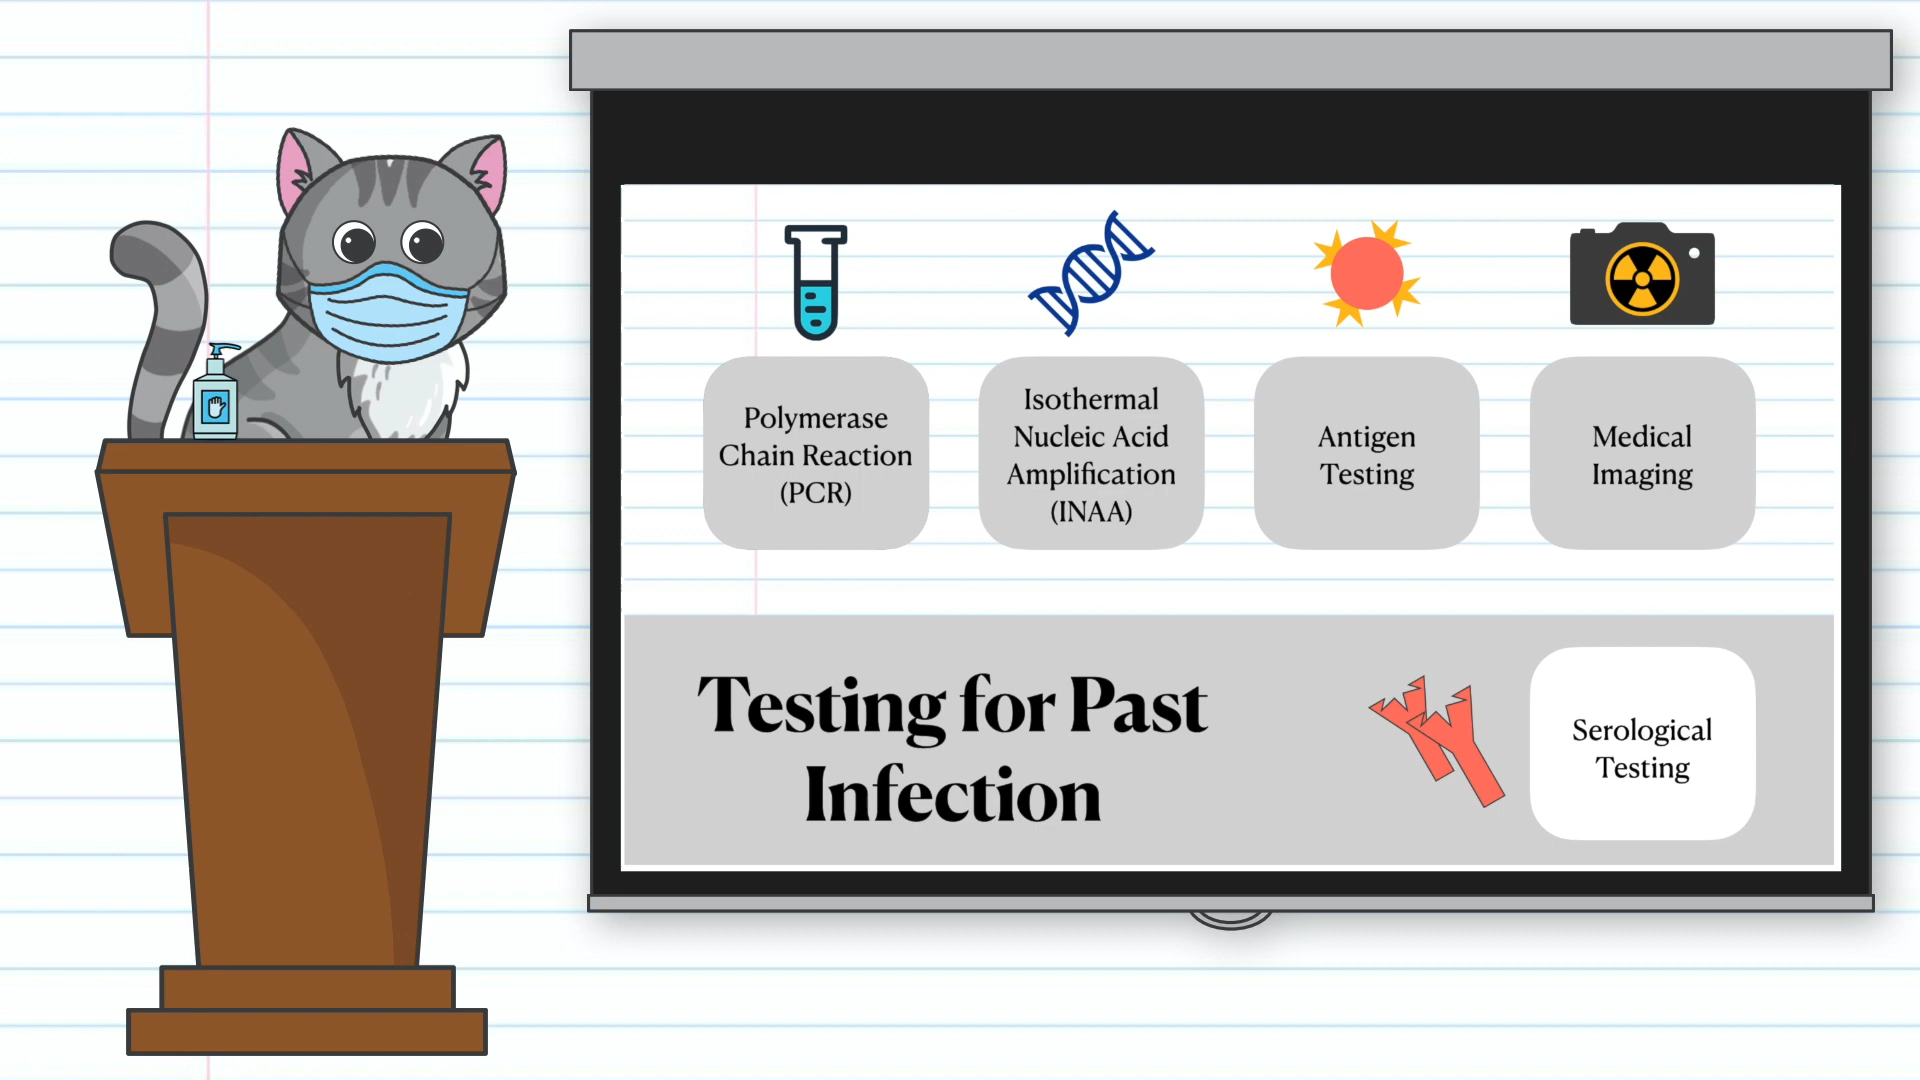 Polymerase
Chain Reaction
(PCR)
Isothermal
Nucleic Acid
Amplification
(INAA)
Antigen
Testing
Medical
Imaging
Testing for Past
Infection
Serological
Testing